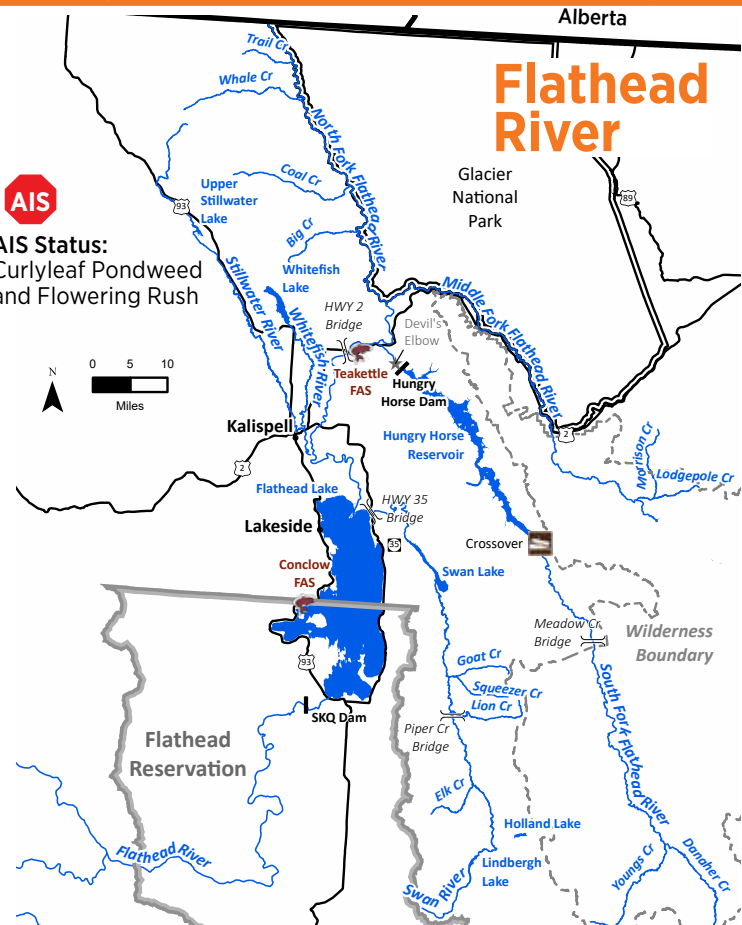 Alberta
Flathead
River
Trail Cr
Whale Cr
North Fork Flathead River
Glacier
National
Park
89
Coal Cr
AIS
93
Upper
Stillwater
Lake
AIS Status:
Curlyleaf Pondweed
and Flowering Rush
Big Cr
Stillwater River
Whitefish
Lake
Middle Fork Flathead River
HWY 2
Bridge
Whitefish River
Devil's
Elbow
N
0 5 10
Miles
Teakettle
FAS
Hungry
Horse Dam
Kalispell
2
Hungry Horse
Reservoir
2
Morrison Cr
Lodgepole Cr
Flathead Lake
HWY 35
Bridge
Lakeside
35
Crossover
Conclow
FAS
Swan Lake
Meadow Cr
Bridge
Wilderness
Boundary
93
Goat Cr
Squeezer Cr
Lion Cr
South Fork Flathead River
SKQ Dam
Piper Cr
Bridge
Flathead
Reservation
Elk Cr
Holland Lake
Flathead River
Lindbergh
Lake
Swan River
Youngs Cr
Danaher Cr